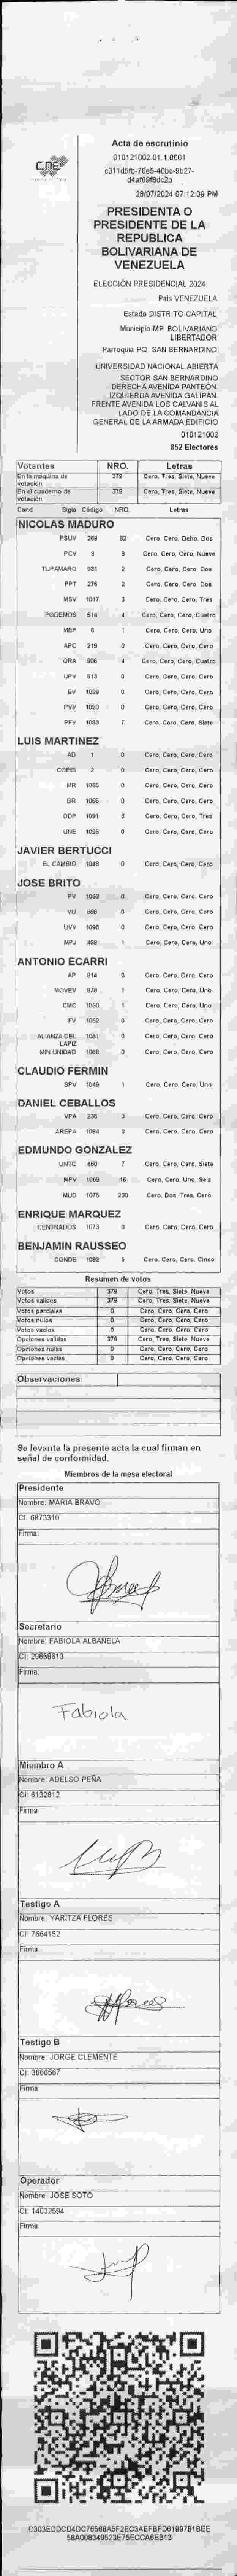 CNE
Acta de escrutinio
010121002.01.1.0001
28/07/2024 07:12:09 PM
PRESIDENTA O
PRESIDENTE DE LA
REPUBLICA
BOLIVARIANA DE
VENEZUELA
ELECCIÓN PRESIDENCIAL 2024
País VENEZUELA
Estado DISTRITO CAPITAL
Municipio MP. BOLIVARIANO
LIBERTADOR
Parroquia PQ. SAN BERNARDINO
UNIVERSIDAD NACIONAL ABIERTA
SECTOR SAN BERNARDINO
DERECHA AVENIDA PANTEÓN.
IZQUIERDA AVENIDA GALIPÁN.
FRENTE AVENIDA LOS CALVANIS AL
LADO DE LA COMANDANCIA
GENERAL DE LA ARMADA EDIFICIO
010121002
852 Electores
Votantes NRO. Letras
En la máquina de votación 379 Cero, Tres, Siete, Nueve
En el cuaderno de votación 379 Cero, Tres, Siete, Nueve
Cand Sigla Código NRO. Letras
NICOLAS MADURO
PSUV 269 82 Cero, Cero, Ocho, Dos
PCV 9 9 Cero, Cero, Cero, Nueve
TUPAMARO 931 2 Cero, Cero, Cero, Dos
PPT 276 2 Cero, Cero, Cero, Dos
MSV 1017 3 Cero, Cero, Cero, Tres
PODEMOS 514 4 Cero, Cero, Cero, Cuatro
MEP 6 1 Cero, Cero, Cero, Uno
APC 219 0 Cero, Cero, Cero, Cero
ORA 906 4 Cero, Cero, Cero, Cuatro
UPV 613 0 Cero, Cero, Cero, Cero
EV 1089 0 Cero, Cero, Cero, Cero
PVV 1090 0 Cero, Cero, Cero, Cero
PFV 1083 7 Cero, Cero, Cero, Siete
LUIS MARTINEZ
AD 1 0 Cero, Cero, Cero, Cero
COPEI 2 0 Cero, Cero, Cero, Cero
MR 1065 0 Cero, Cero, Cero, Cero
BR 1066 0 Cero, Cero, Cero, Cero
DDP 1091 3 Cero, Cero, Cero, Tres
UNE 1095 0 Cero, Cero, Cero, Cero
JAVIER BERTUCCI
EL CAMBIO 1048 0 Cero, Cero, Cero, Cero
JOSE BRITO
PV 1063 0 Cero, Cero, Cero, Cero
VU 888 0 Cero, Cero, Cero, Cero
UVV 1096 0 Cero, Cero, Cero, Cero
MPJ 859 1 Cero, Cero, Cero, Uno
ANTONIO ECARRI
AP 814 0 Cero, Cero, Cero, Cero
MOVEV 978 1 Cero, Cero, Cero, Uno
CMC 1060 1 Cero, Cero, Cero, Uno
FV 1062 0 Cero, Cero, Cero, Cero
ALIANZA DEL LAPIZ 1051 0 Cero, Cero, Cero, Cero
MIN UNIDAD 1088 0 Cero, Cero, Cero, Cero
CLAUDIO FERMIN
SPV 1049 1 Cero, Cero, Cero, Uno
DANIEL CEBALLOS
VPA 236 0 Cero, Cero, Cero, Cero
AREPA 1094 0 Cero, Cero, Cero, Cero
EDMUNDO GONZALEZ
UNTC 460 7 Cero, Cero, Cero, Siete
MPV 1069 16 Cero, Cero, Uno, Seis
MUD 1075 230 Cero, Dos, Tres, Cero
ENRIQUE MARQUEZ
CENTRADOS 1073 0 Cero, Cero, Cero, Cero
BENJAMIN RAUSSEO
CONDE 1092 5 Cero, Cero, Cero, Cinco
Resumen de votos
Votos 379 Cero, Tres, Siete, Nueve
Votos validos 379 Cero, Tres, Siete, Nueve
Votos parciales 0 Cero, Cero, Cero, Cero
Votos nulos 0 Cero, Cero, Cero, Cero
Votos vacios 0 Cero, Cero, Cero, Cero
Opciones validas 379 Cero, Tres, Siete, Nueve
Opciones nulas 0 Cero, Cero, Cero, Cero
Opciones vacias 0 Cero, Cero, Cero, Cero
Observaciones:
Se levanta la presente acta la cual firman en
señal de conformidad.
Miembros de la mesa electoral
Presidente
Nombre: MARIA BRAVO
CI: 6873310
Firma:
Secretario
Nombre: FABIOLA ALBANELA
CI: 29859813
Firma:
Fabiola
Miembro A
Nombre: ADELSO PEÑA
CI: 6132812
Firma:
Testigo A
Nombre: YARITZA FLORES
CI: 7664152
Firma:
Testigo B
Nombre: JORGE CLEMENTE
CI: 3666567
Firma:
Operador
Nombre: JOSE SOTO
CI: 14032594
Firma: